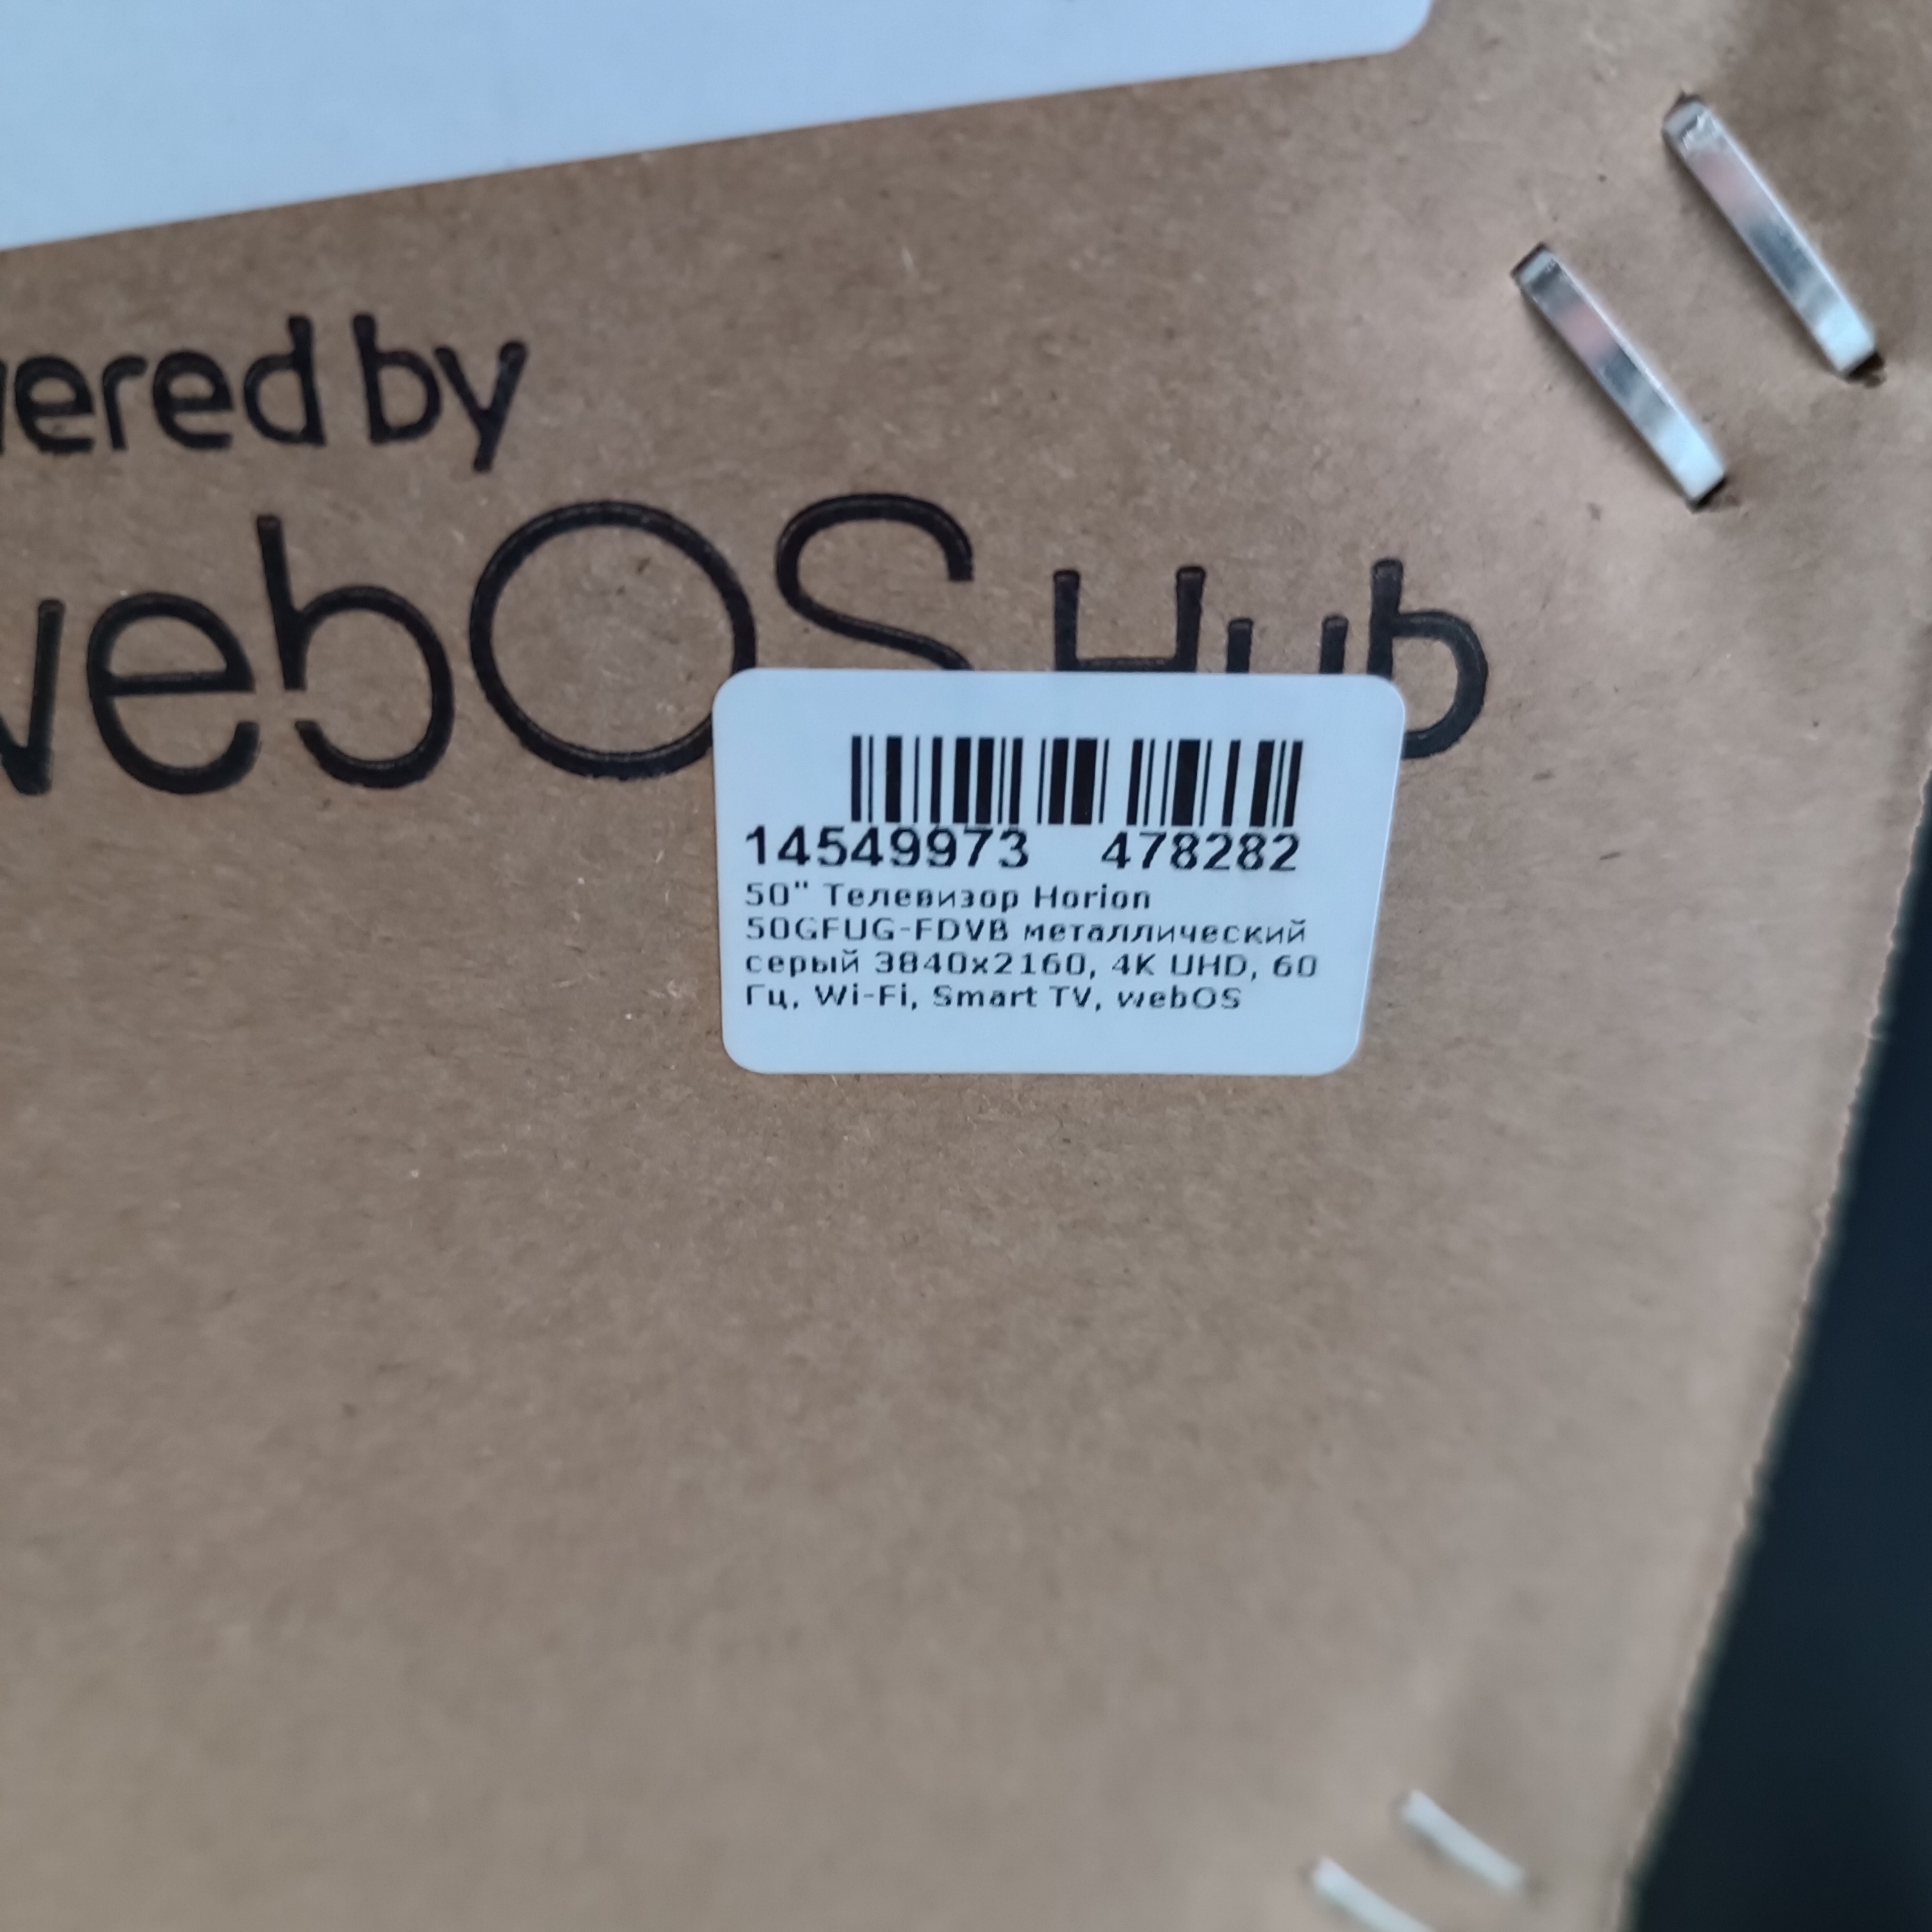 ered by
webOS Hub
14549973 478282
50" Телевизор Horion
50GFUG-FDVB металлический
серый 3840x2160, 4K UHD, 60
Гц, Wi-Fi, Smart TV, webOS